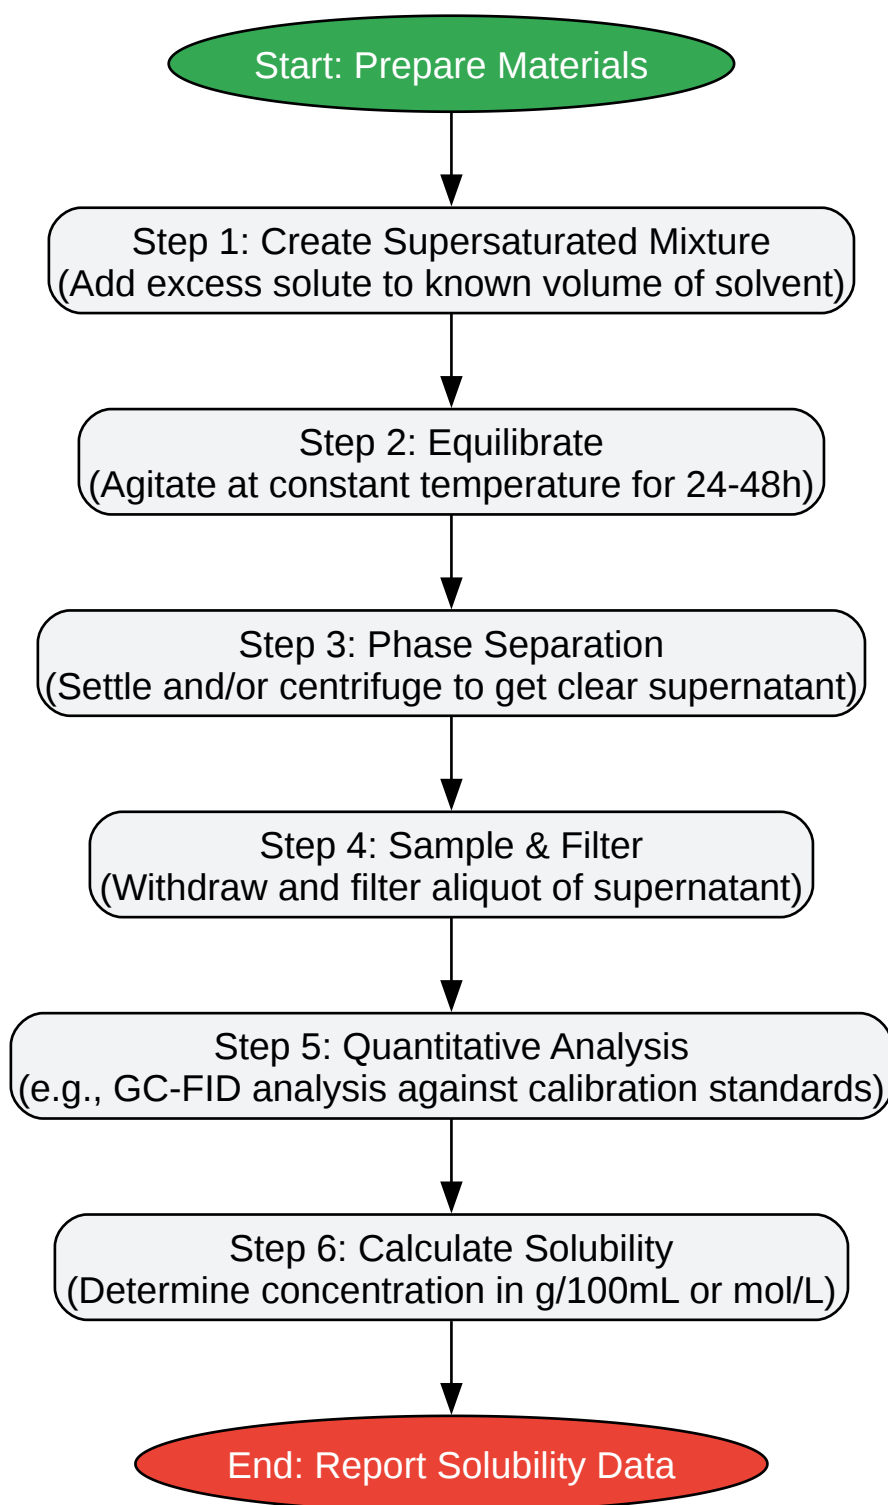 Start: Prepare Materials
Step 1: Create Supersaturated Mixture
(Add excess solute to known volume of solvent)
Step 2: Equilibrate
(Agitate at constant temperature for 24-48h)
Step 3: Phase Separation
(Settle and/or centrifuge to get clear supernatant)
Step 4: Sample & Filter
(Withdraw and filter aliquot of supernatant)
Step 5: Quantitative Analysis
(e.g., GC-FID analysis against calibration standards)
Step 6: Calculate Solubility
(Determine concentration in g/100mL or mol/L)
End: Report Solubility Data